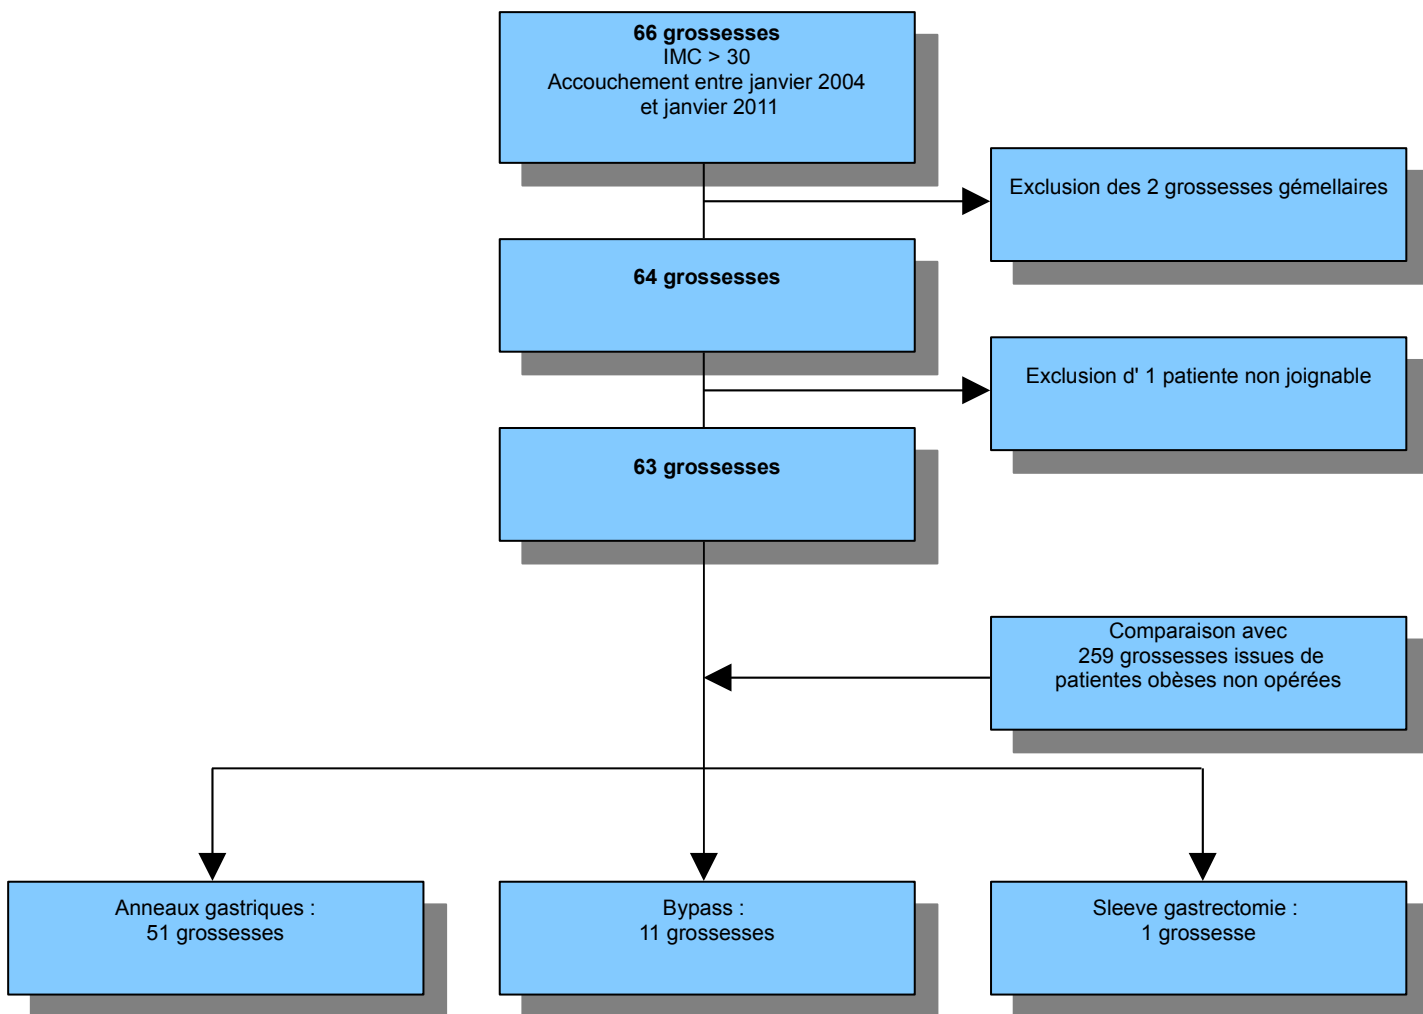 66 grossesses
IMC > 30
Accouchement entre janvier 2004
et janvier 2011
Exclusion des 2 grossesses gémellaires
64 grossesses
Exclusion d' 1 patiente non joignable
63 grossesses
Comparaison avec
259 grossesses issues de
patientes obèses non opérées
Anneaux gastriques :
51 grossesses
Bypass :
11 grossesses
Sleeve gastrectomie :
1 grossesse